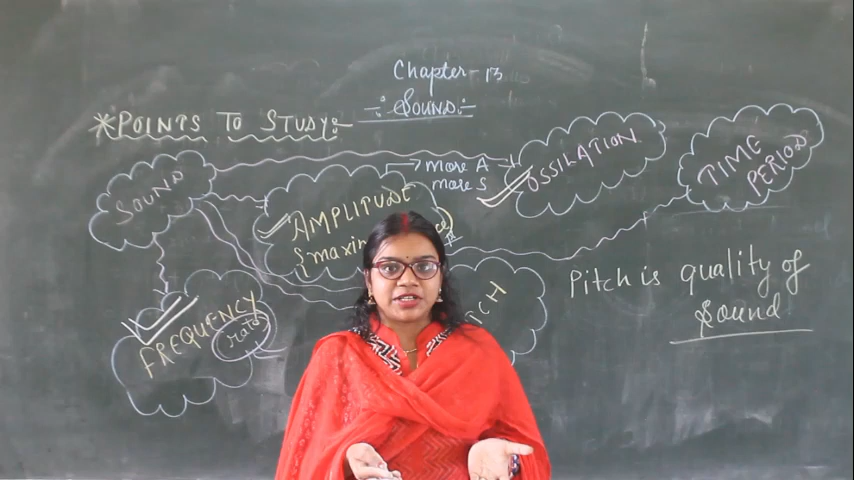 Chapter - 13
-: SOUND :-
*POINTS TO STUDY:-
SOUND
→ more A
more S
OSSILATION
TIME
PERIOD
AMPLITUDE
FREQUENCY
rate
Pitch is quality of
Sound